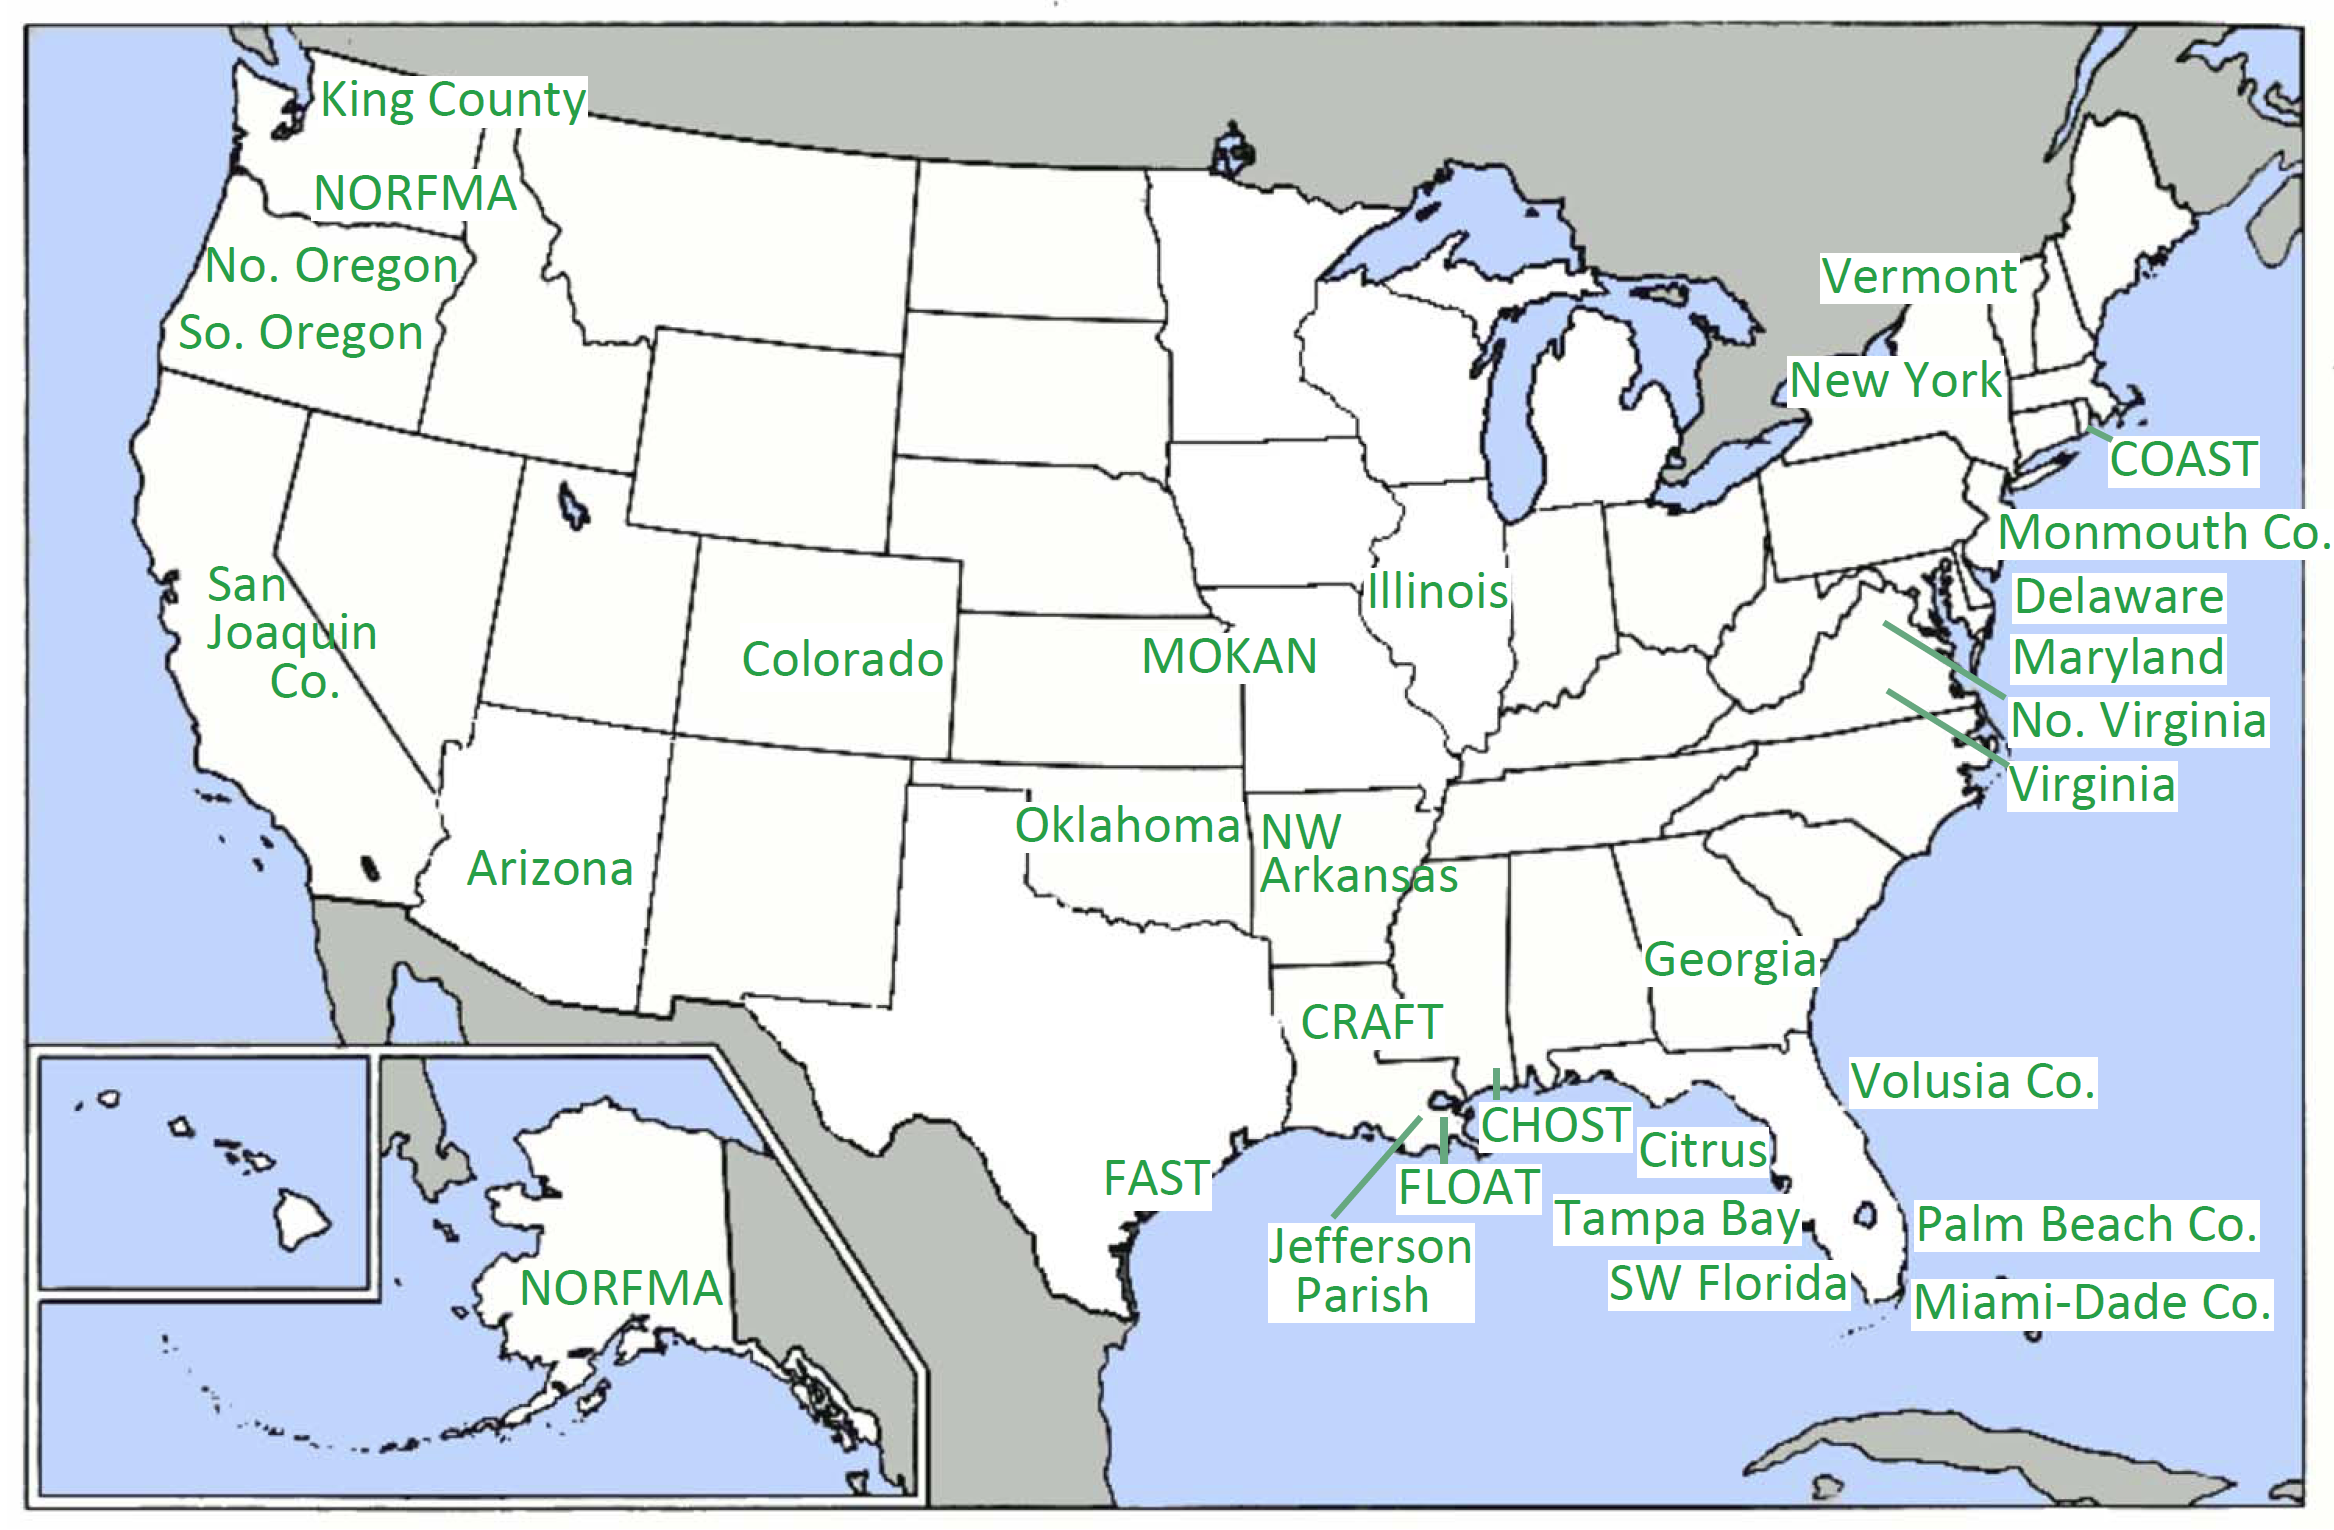 King County
NORFMA
No. Oregon
So. Oregon
Vermont
New York
COAST
Monmouth Co.
San
Joaquin
Co.
Illinois
Delaware
Colorado
MOKAN
Maryland
No. Virginia
Virginia
Arizona
Oklahoma
NW
Arkansas
Georgia
CRAFT
Volusia Co.
CHOST
Citrus
FAST
FLOAT
Tampa Bay
Palm Beach Co.
Jefferson
Parish
SW Florida
Miami-Dade Co.
NORFMA